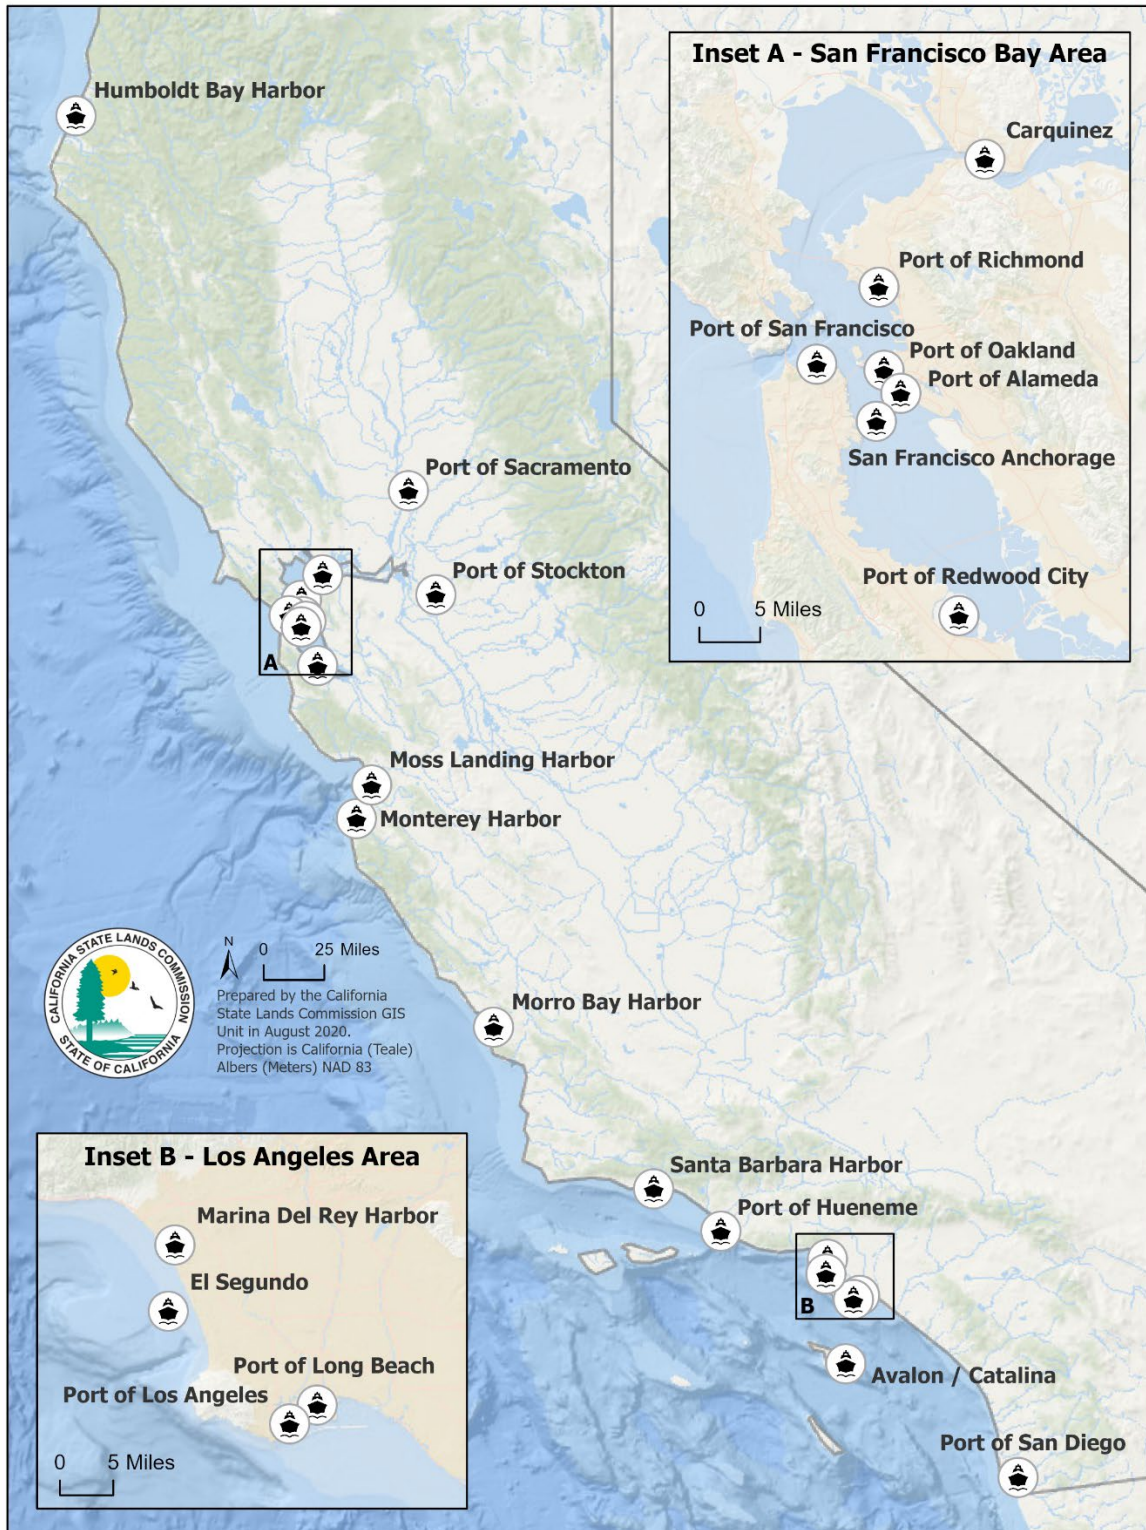 Humboldt Bay Harbor
Inset A - San Francisco Bay Area
Carquinez
Port of Richmond
Port of San Francisco
Port of Oakland
Port of Alameda
San Francisco Anchorage
Port of Redwood City
0 5 Miles
Port of Sacramento
Port of Stockton
A
Moss Landing Harbor
Monterey Harbor
CALIFORNIA STATE LANDS COMMISSION
STATE OF CALIFORNIA
N
0 25 Miles
Prepared by the California
State Lands Commission GIS
Unit in August 2020.
Projection is California (Teale)
Albers (Meters) NAD 83
Morro Bay Harbor
Santa Barbara Harbor
Port of Hueneme
B
Avalon / Catalina
Port of San Diego
Inset B - Los Angeles Area
Marina Del Rey Harbor
El Segundo
Port of Long Beach
Port of Los Angeles
0 5 Miles